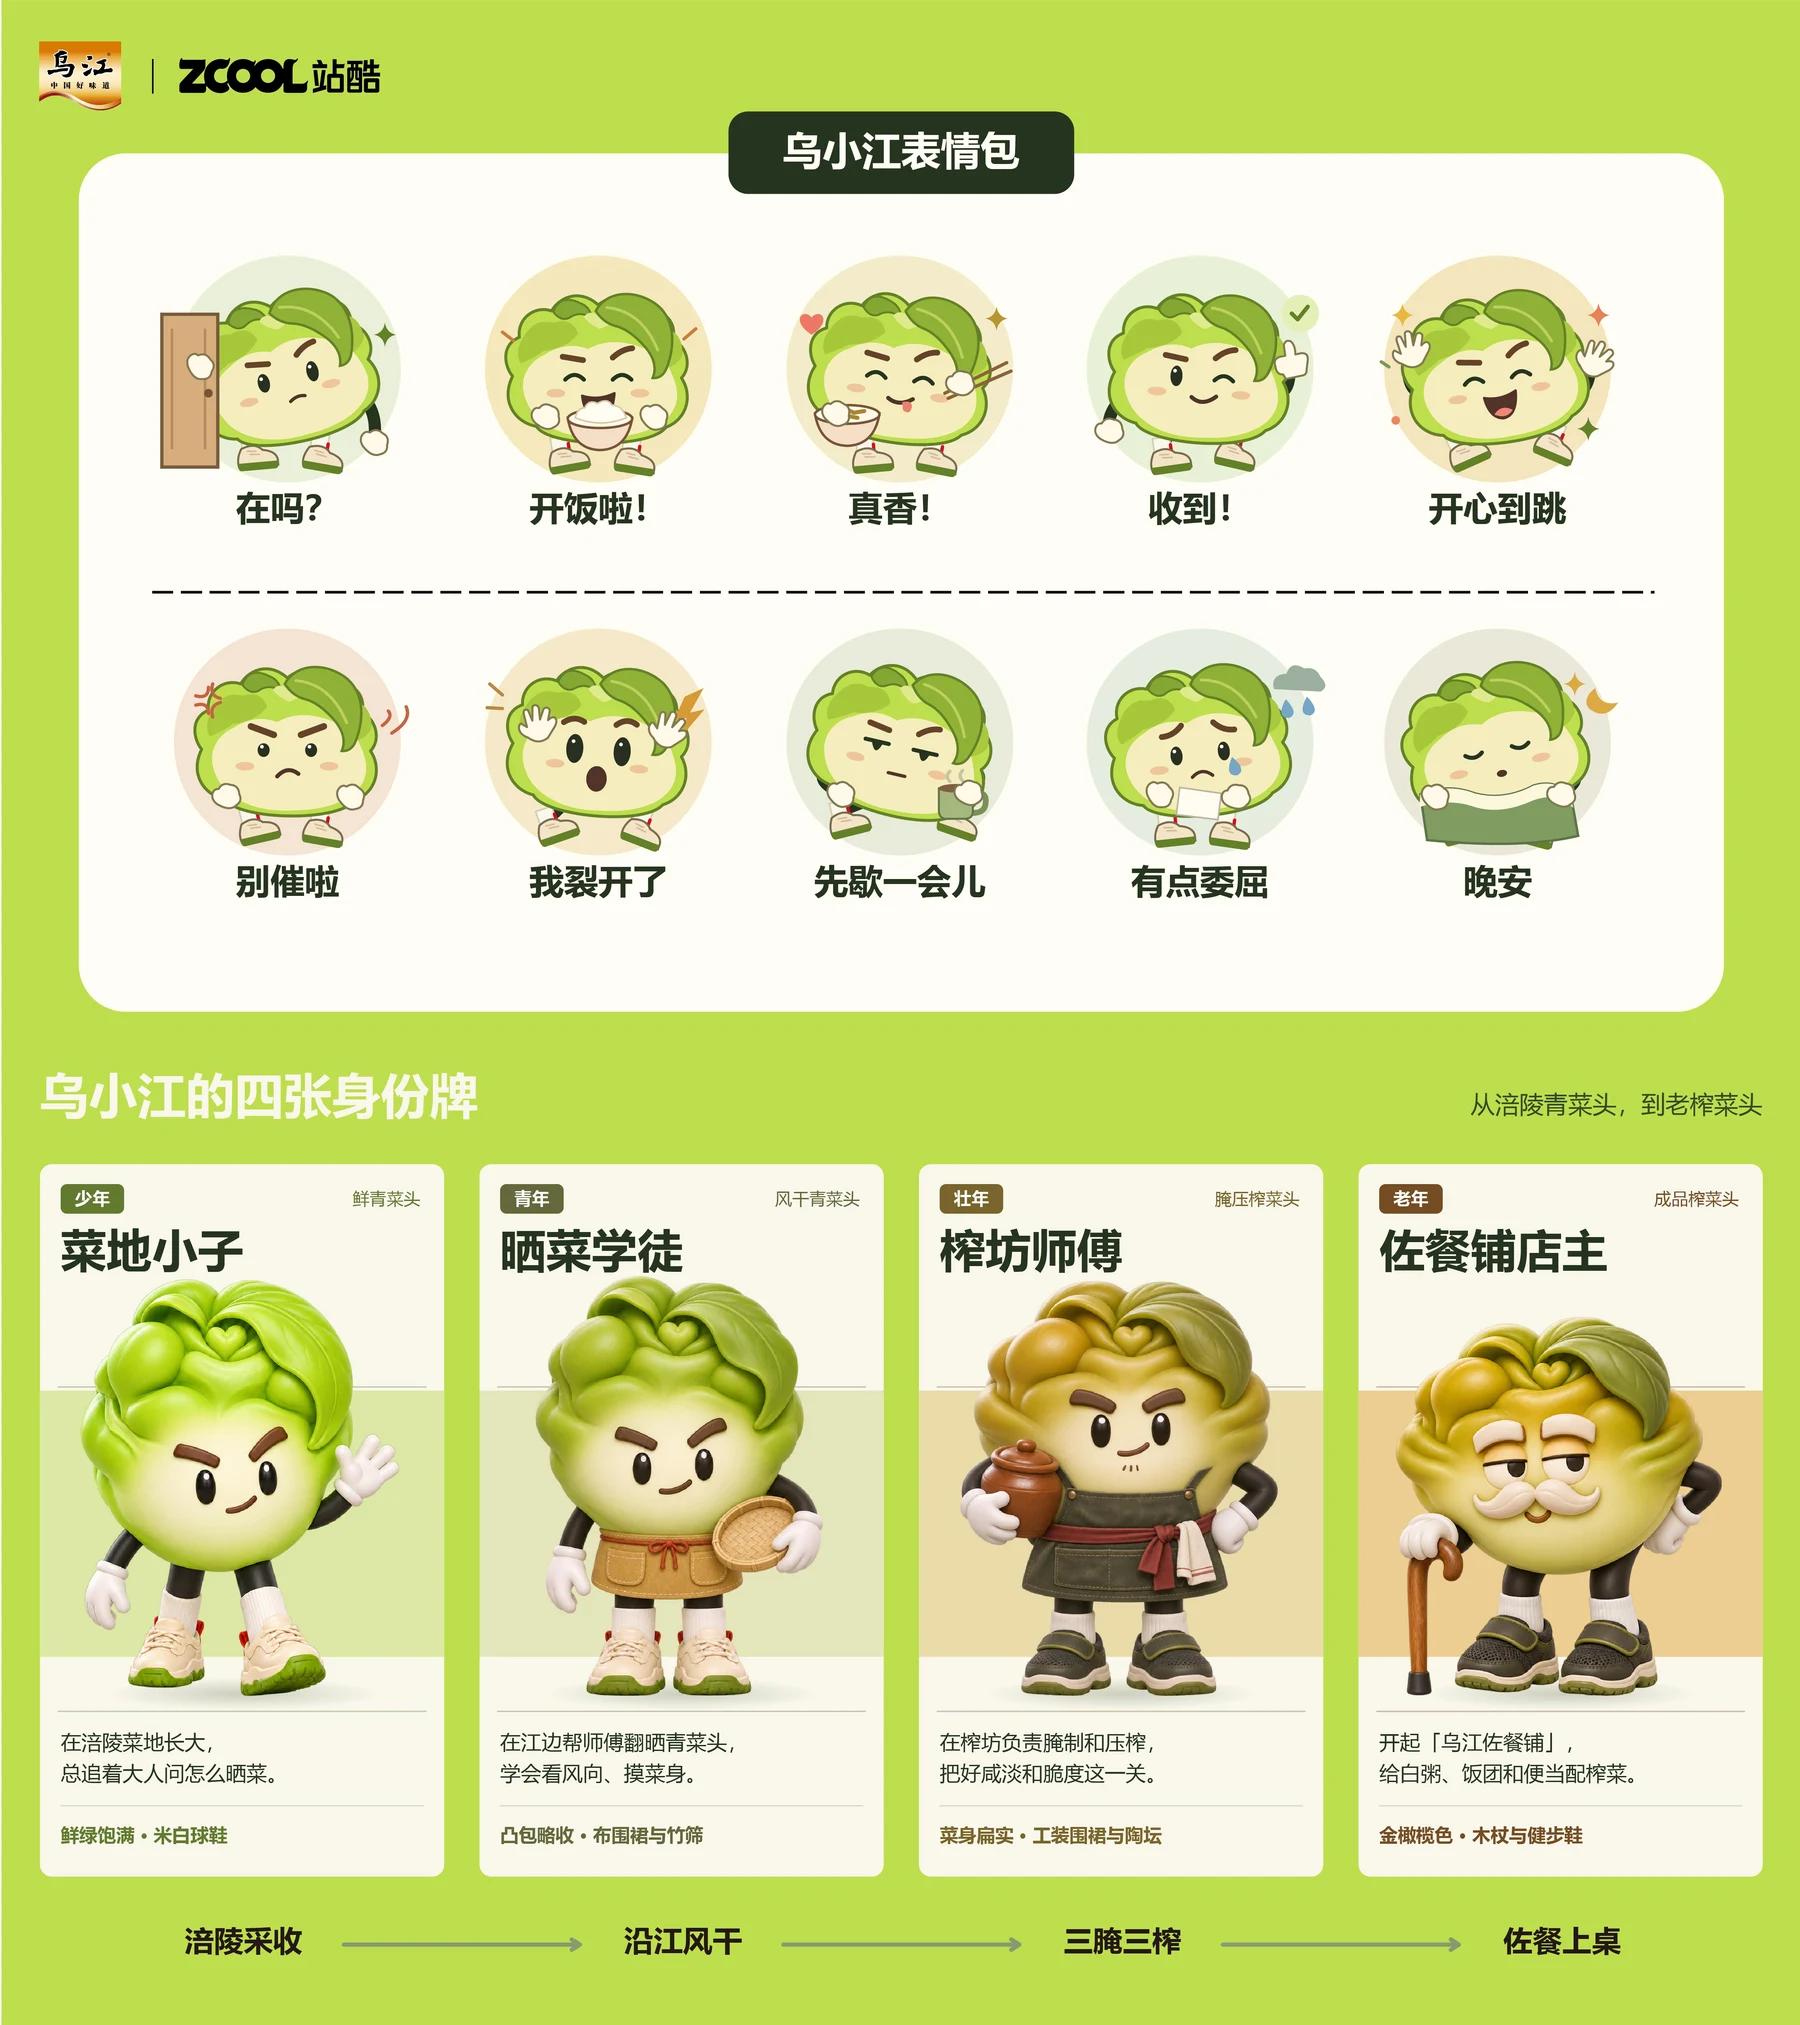 乌江
中国好味道
ZCOOL站酷
乌小江表情包
在吗？
开饭啦！
真香！
收到！
开心到跳
别催啦
我裂开了
先歇一会儿
有点委屈
晚安
乌小江的四张身份牌
从涪陵青菜头，到老榨菜头
少年
鲜青菜头
菜地小子
在涪陵菜地长大，
总追着大人问怎么晒菜。
鲜绿饱满·米白球鞋
青年
风干青菜头
晒菜学徒
在江边帮师傅翻晒青菜头，
学会看风向、摸菜身。
凸包略收·布围裙与竹筛
壮年
腌压榨菜头
榨坊师傅
在榨坊负责腌制和压榨，
把好咸淡和脆度这一关。
菜身扁实·工装围裙与陶坛
老年
成品榨菜头
佐餐铺店主
开起「乌江佐餐铺」，
给白粥、饭团和便当配榨菜。
金橄榄色·木杖与健步鞋
涪陵采收
沿江风干
三腌三榨
佐餐上桌